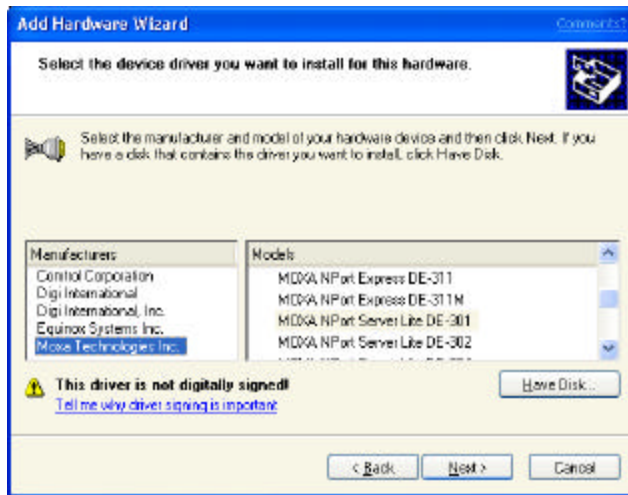 Add Hardware Wizard
Comments?
Select the device driver you want to install for this hardware.
Select the manufacturer and model of your hardware device and then click Next. If you
have a disk that contains the driver you want to install, click Have Disk.
Manufacturers
Comtrol Corporation
Digi International
Digi International, Inc.
Equinox Systems Inc.
Moxa Technologies Inc.
Models
MOXA NPort Express DE-311
MOXA NPort Express DE-311M
MOXA NPort Server Lite DE-301
MOXA NPort Server Lite DE-302
This driver is not digitally signed!
Tell me why driver signing is important
Have Disk...
< Back
Next >
Cancel